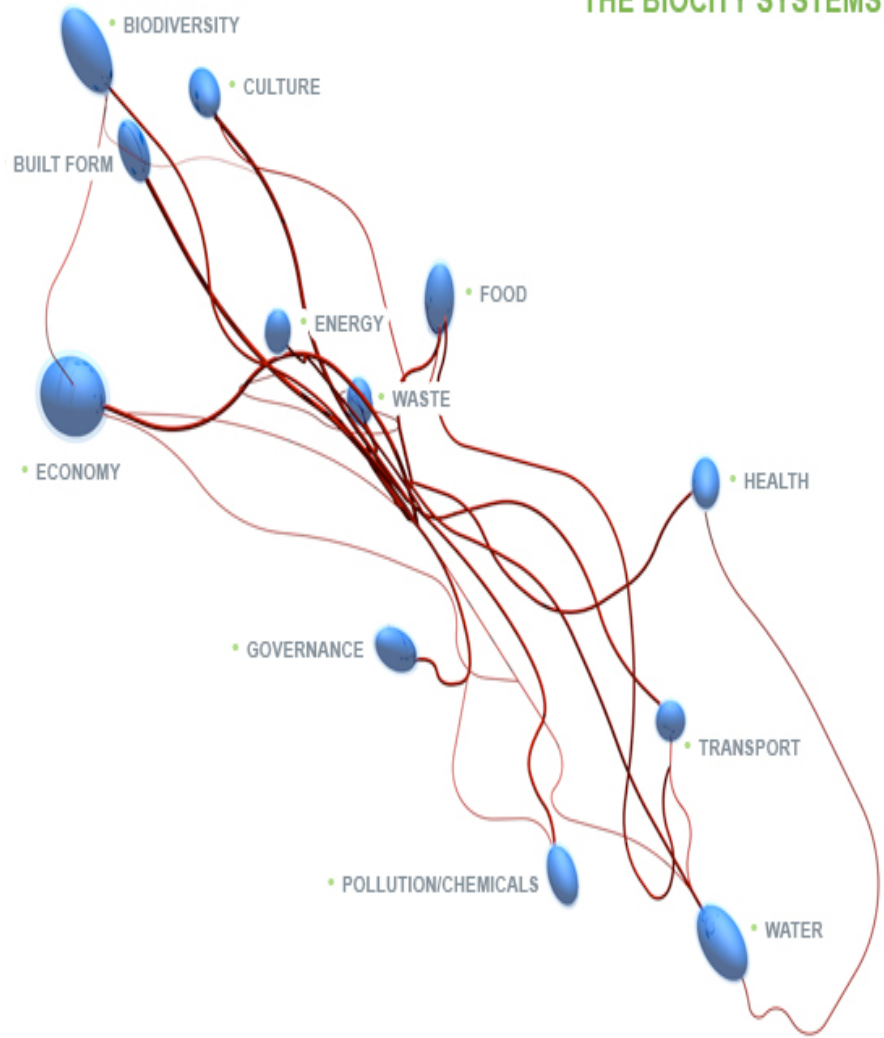 THE BIOCITY SYSTEMS
BIODIVERSITY
CULTURE
BUILT FORM
FOOD
ENERGY
WASTE
ECONOMY
HEALTH
GOVERNANCE
TRANSPORT
POLLUTION/CHEMICALS
WATER